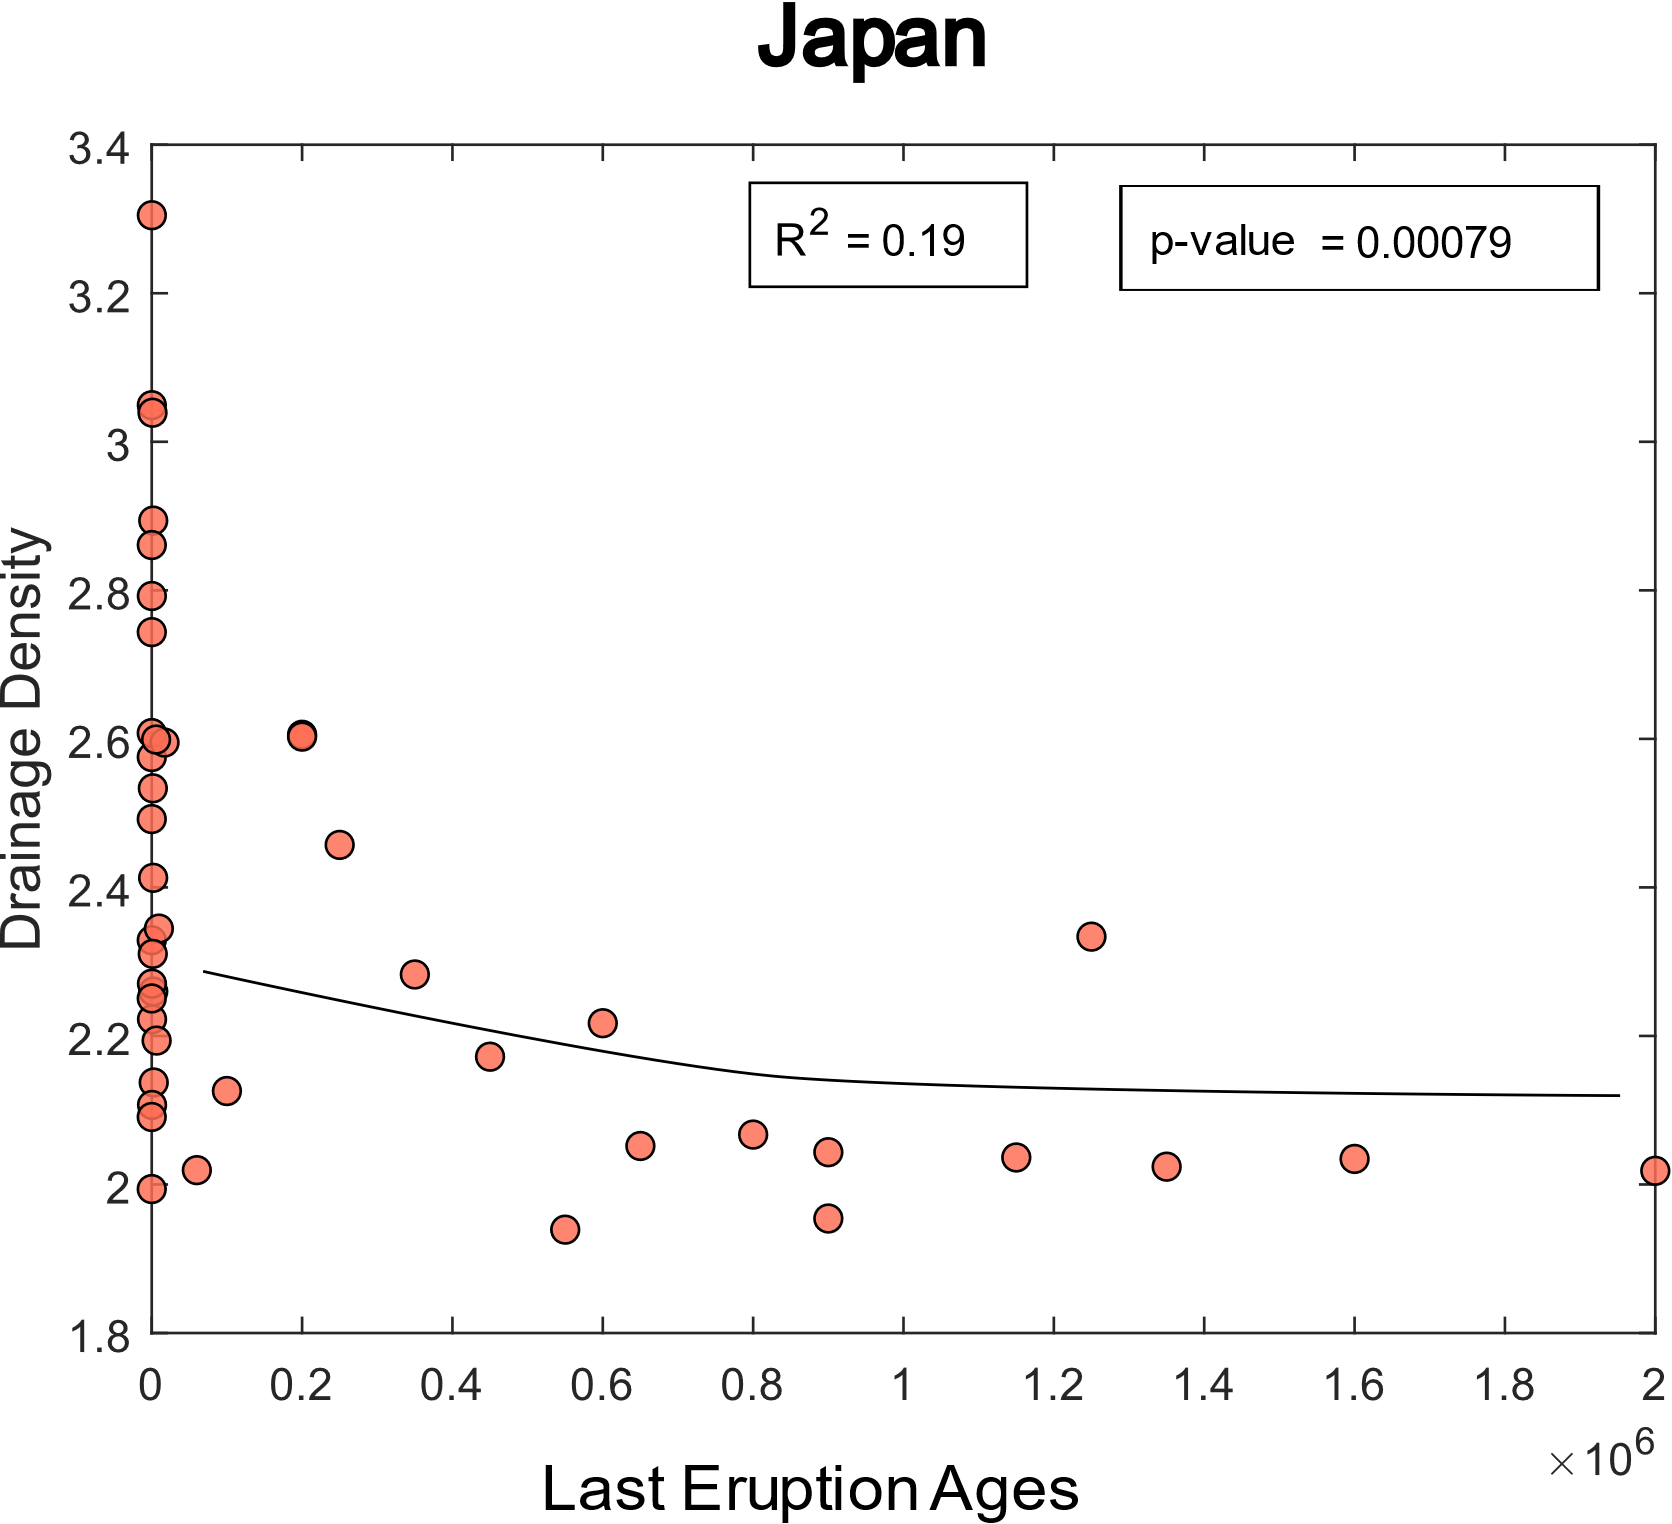 Japan
R² = 0.19
p-value = 0.00079
Drainage Density
3.4
3.2
3
2.8
2.6
2.4
2.2
2
1.8
0 0.2 0.4 0.6 0.8 1 1.2 1.4 1.6 1.8 2
× 10⁶
Last Eruption Ages